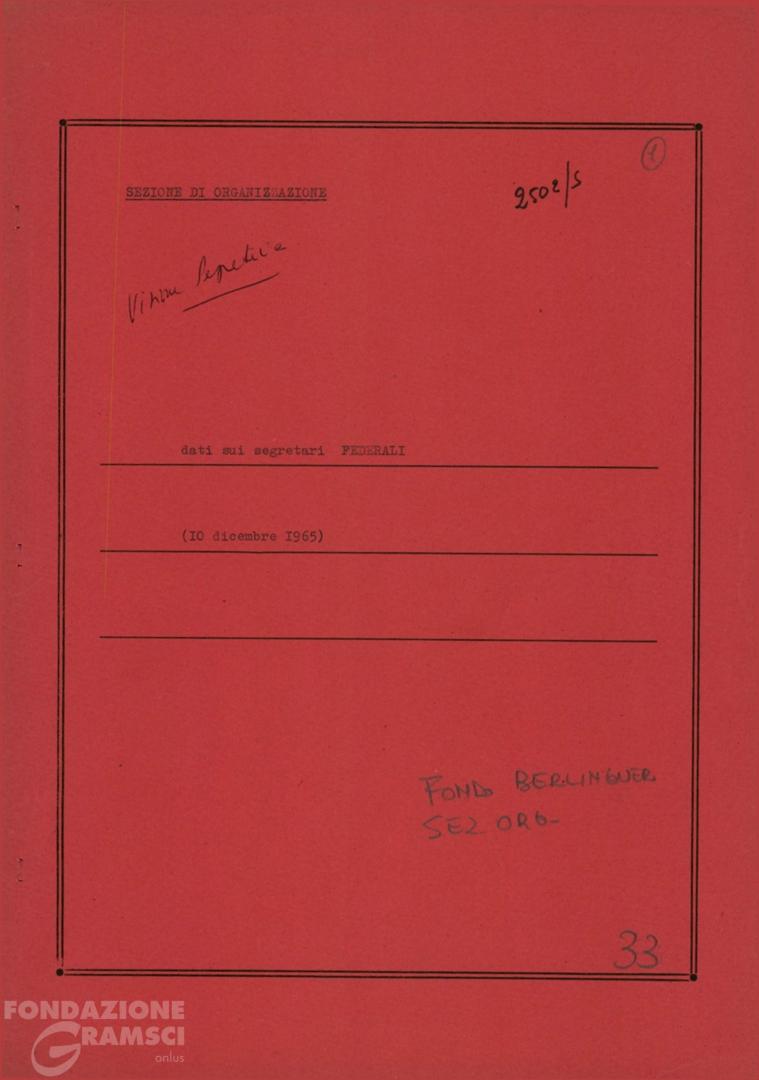 1
SEZIONE DI ORGANIZZAZIONE
2502/S
dati sui segretari FEDERALI
(IO dicembre I965)
FONDO BERLINGUER
SEZ ORG-
33
FONDAZIONE
GRAMSCI
onlus